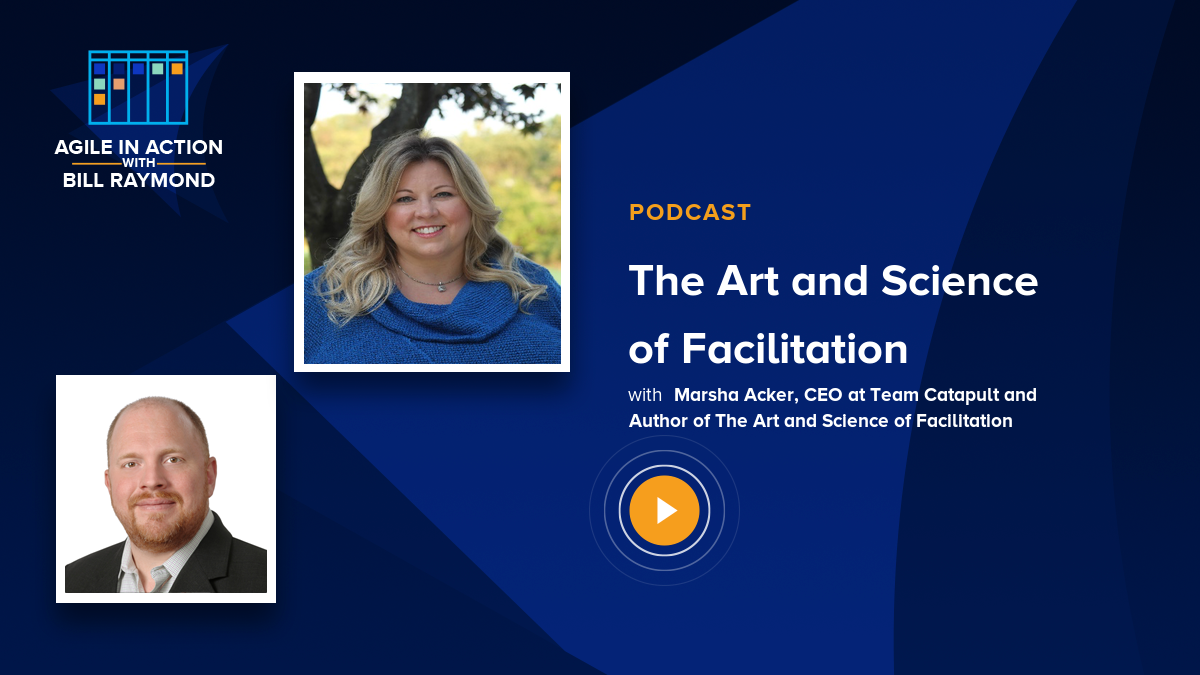 AGILE IN ACTION
WITH
BILL RAYMOND
PODCAST
The Art and Science
of Facilitation
with Marsha Acker, CEO at Team Catapult and
Author of The Art and Science of Facilitation